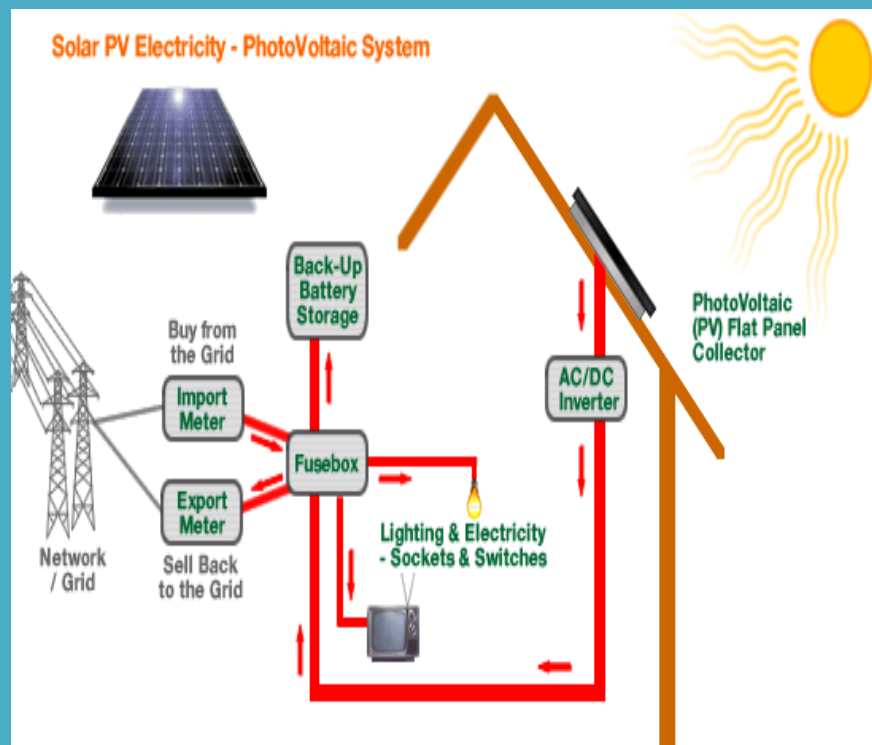 Solar PV Electricity - PhotoVoltaic System
Back-Up
Battery
Storage
Buy from
the Grid
Import
Meter
Fusebox
Export
Meter
Sell Back
to the Grid
Network
/ Grid
Lighting & Electricity
- Sockets & Switches
AC/DC
Inverter
PhotoVoltaic
(PV) Flat Panel
Collector